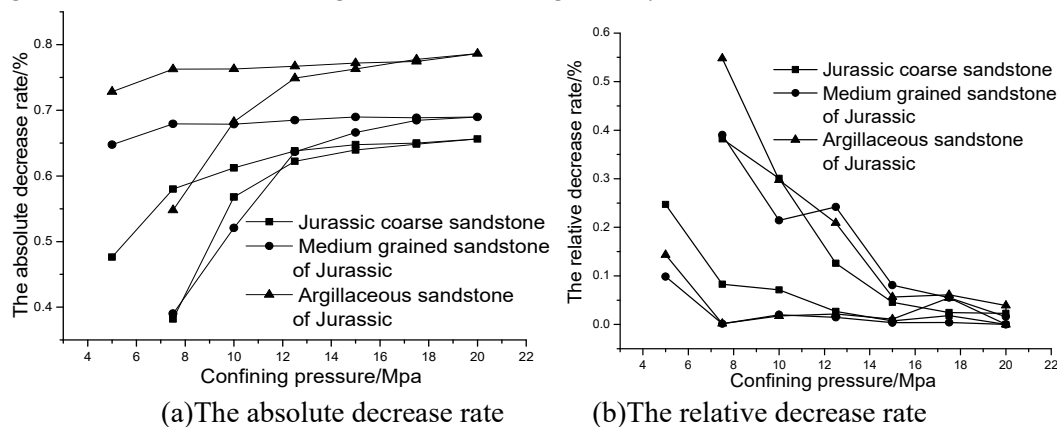 The absolute decrease rate/%
0.8
0.7
0.6
0.5
0.4
Jurassic coarse sandstone
Medium grained sandstone
of Jurassic
Argillaceous sandstone
of Jurassic
4 6 8 10 12 14 16 18 20 22
Confining pressure/Mpa
(a)The absolute decrease rate
The relative decrease rate/%
0.6
0.5
0.4
0.3
0.2
0.1
0.0
Jurassic coarse sandstone
Medium grained sandstone
of Jurassic
Argillaceous sandstone
of Jurassic
4 6 8 10 12 14 16 18 20 22
Confining pressure/Mpa
(b)The relative decrease rate